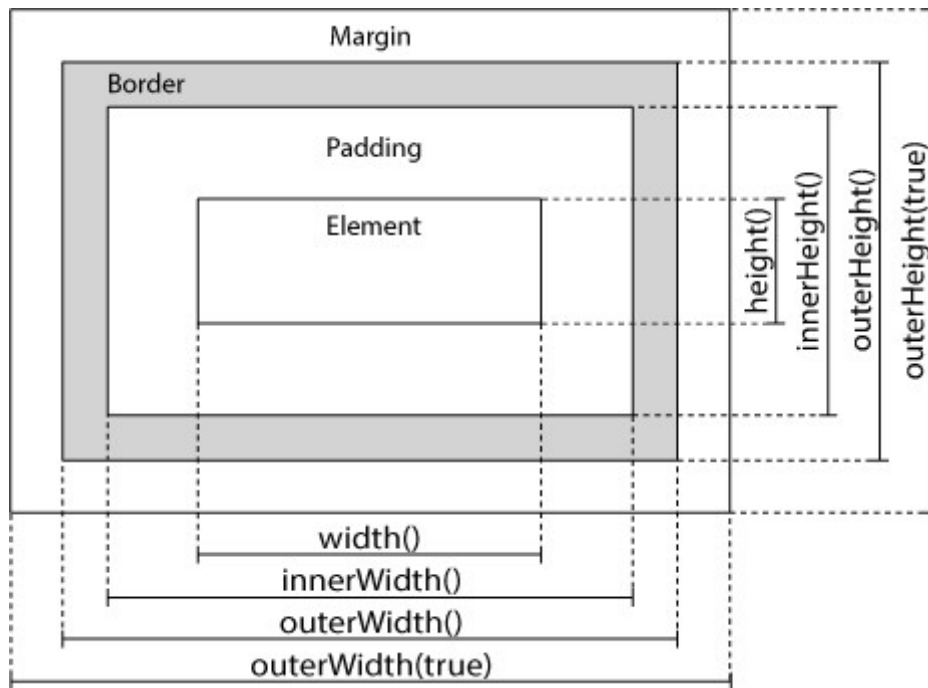 Margin
Border
Padding
Element
height()
innerHeight()
outerHeight()
outerHeight(true)
width()
innerWidth()
outerWidth()
outerWidth(true)